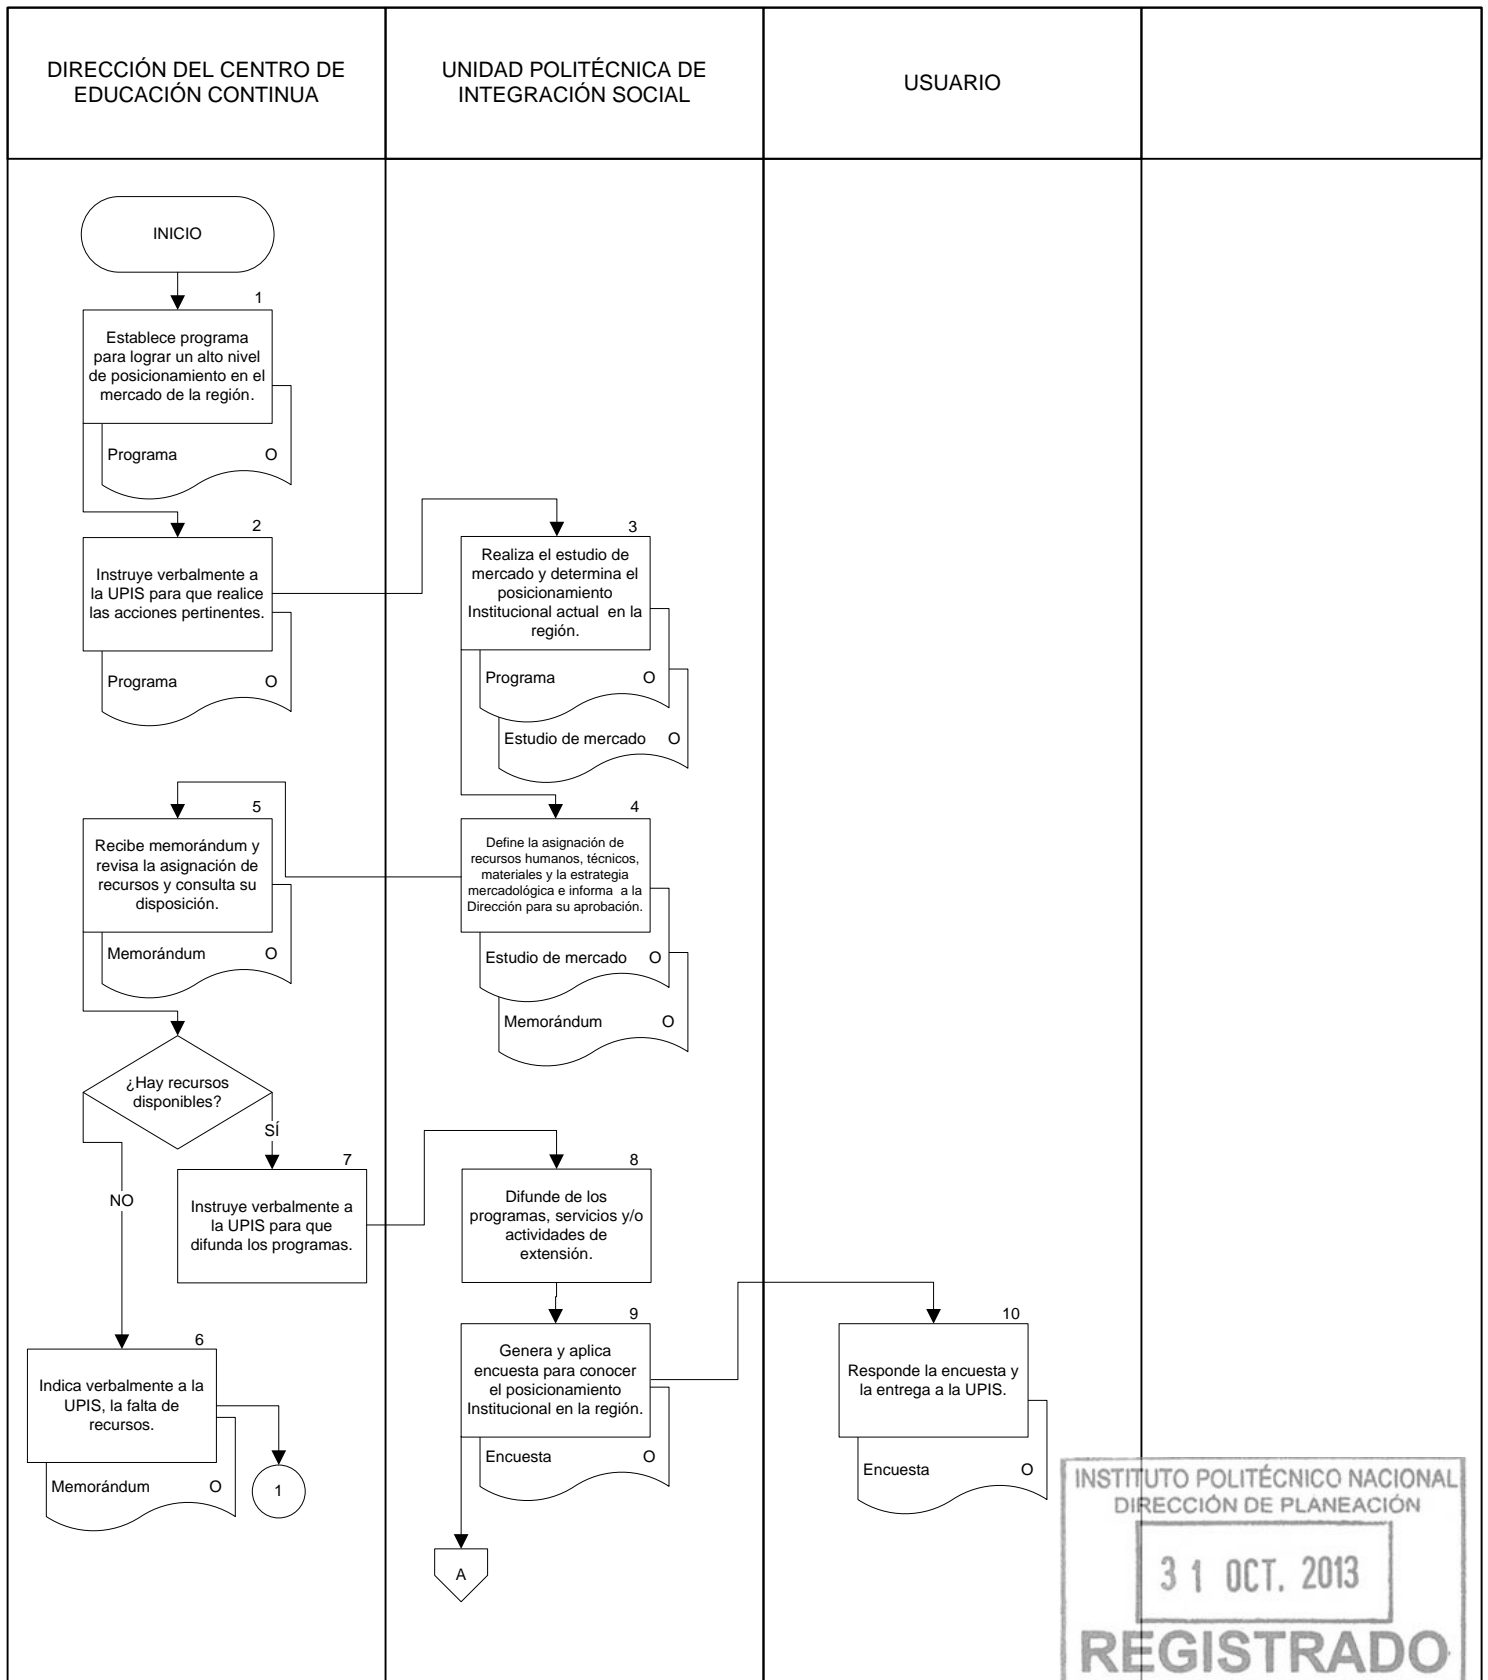 DIRECCIÓN DEL CENTRO DE
EDUCACIÓN CONTINUA
UNIDAD POLITÉCNICA DE
INTEGRACIÓN SOCIAL
USUARIO
INICIO
1
Establece programa
para lograr un alto nivel
de posicionamiento en el
mercado de la región.
Programa O
2
Instruye verbalmente a
la UPIS para que realice
las acciones pertinentes.
Programa O
3
Realiza el estudio de
mercado y determina el
posicionamiento
Institucional actual en la
región.
Programa O
Estudio de mercado O
4
Define la asignación de
recursos humanos, técnicos,
materiales y la estrategia
mercadológica e informa a la
Dirección para su aprobación.
Estudio de mercado O
Memorándum O
5
Recibe memorándum y
revisa la asignación de
recursos y consulta su
disposición.
Memorándum O
¿Hay recursos
disponibles?
SÍ
NO
6
Indica verbalmente a la
UPIS, la falta de
recursos.
Memorándum O
1
7
Instruye verbalmente a
la UPIS para que
difunda los programas.
8
Difunde de los
programas, servicios y/o
actividades de
extensión.
9
Genera y aplica
encuesta para conocer
el posicionamiento
Institucional en la región.
Encuesta O
A
10
Responde la encuesta y
la entrega a la UPIS.
Encuesta O
INSTITUTO POLITÉCNICO NACIONAL
DIRECCIÓN DE PLANEACIÓN
31 OCT. 2013
REGISTRADO